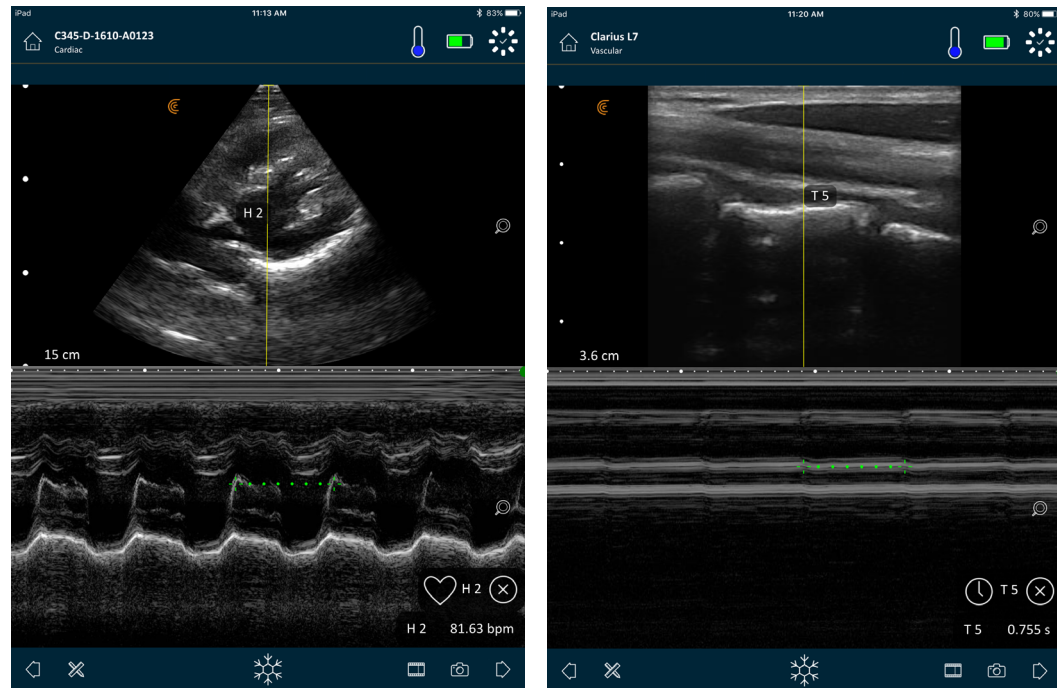 iPad
11:13 AM
83%
C345-D-1610-A0123
Cardiac
H 2
15 cm
H 2
H 2 81.63 bpm
iPad
11:20 AM
80%
Clarius L7
Vascular
T 5
3.6 cm
T 5
T 5 0.755 s